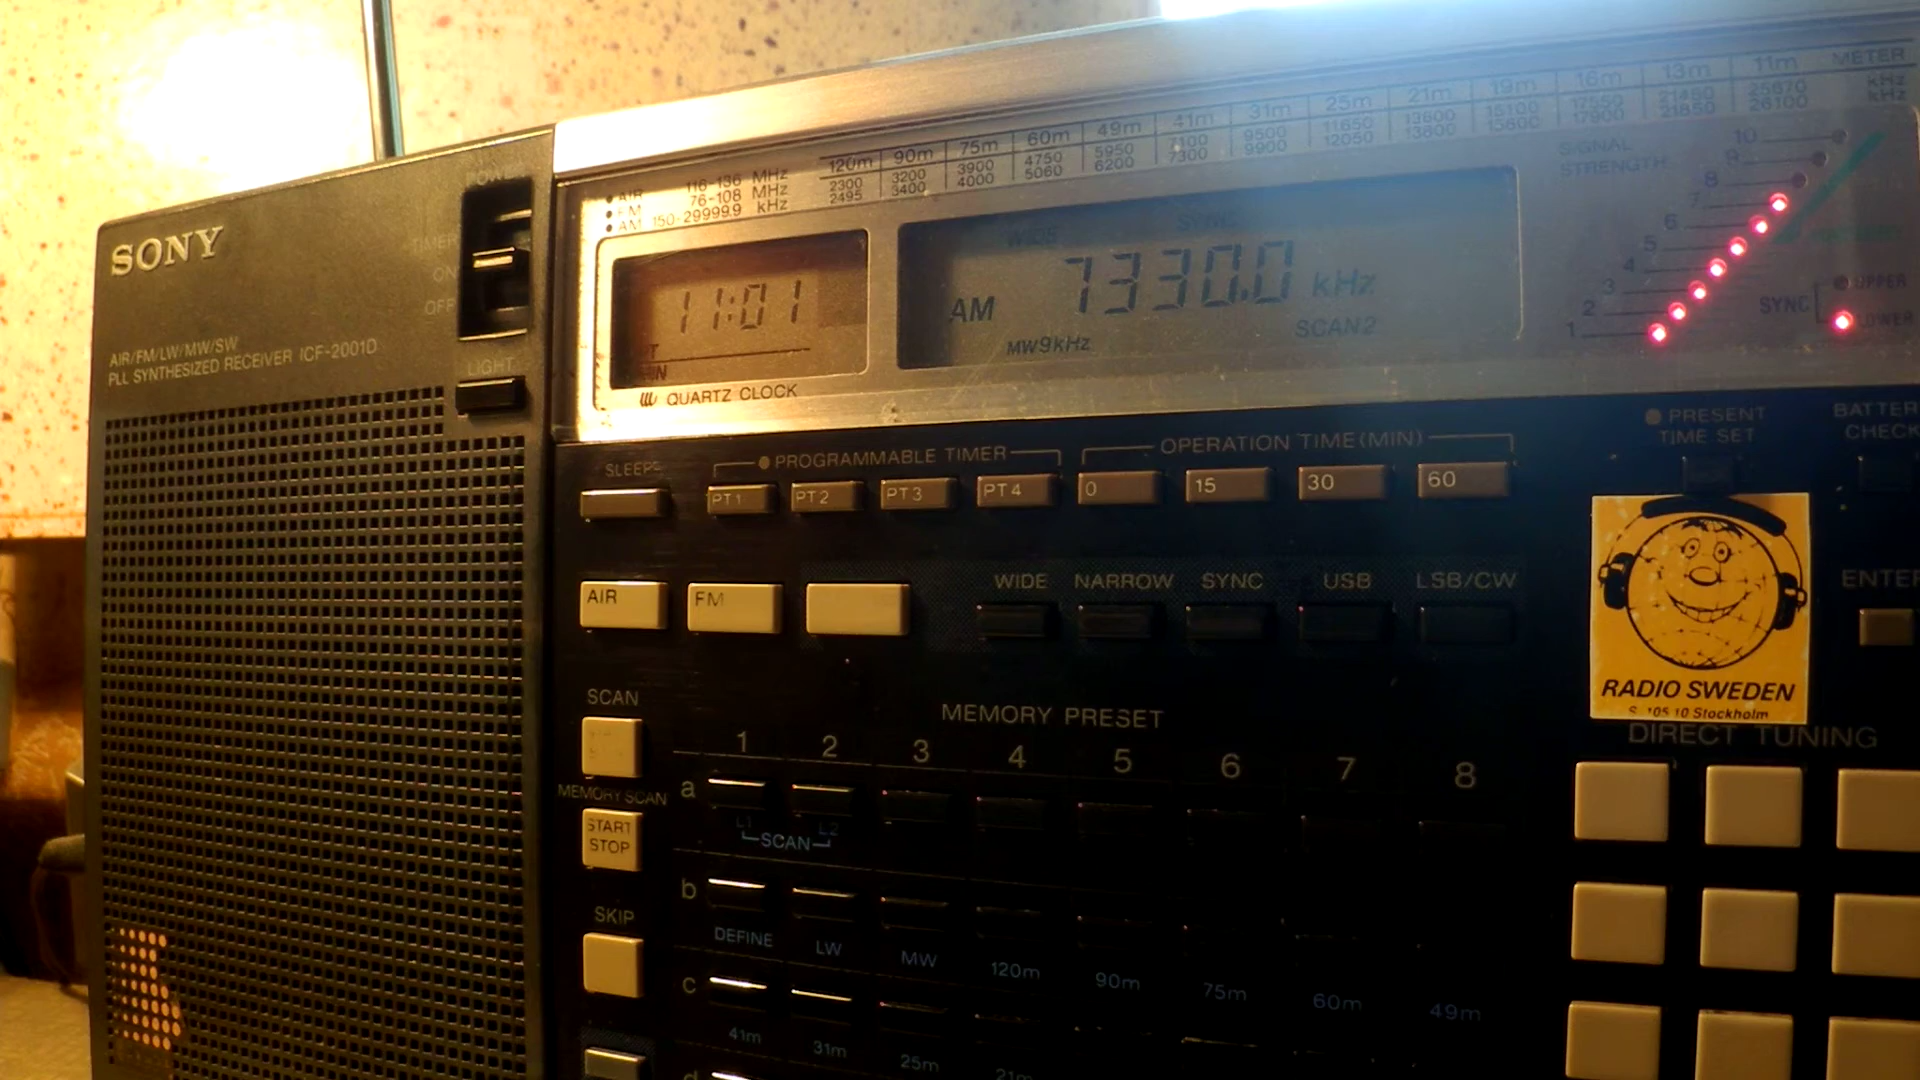 SONY
POWER
TIMER
ON
OFF
LIGHT
AIR/FM/LW/MW/SW
PLL SYNTHESIZED RECEIVER ICF-2001D
AIR 116-136 MHz
FM 76-108 MHz
AM 150-29999.9 kHz
120m 90m 75m 60m 49m 41m 31m 25m 21m 19m 16m 13m 11m METER
2300 3200 3900 4750 5950 7100 9500 11650 13600 15100 17550 21450 25670 kHz
2495 3400 4000 5060 6200 7300 9900 12050 13800 15600 17900 21850 26100 kHz
11:01
QUARTZ CLOCK
WIDE SYNC
AM 7330.0 kHz
MW9kHz SCAN2
SIGNAL
STRENGTH
10
9
8
7
6
5
4
3
2
1
SYNC
UPPER
LOWER
SLEEP
PROGRAMMABLE TIMER
OPERATION TIME(MIN)
PRESENT
TIME SET
PT1 PT2 PT3 PT4 0 15 30 60
AIR FM
WIDE NARROW SYNC USB LSB/CW
ENTER
RADIO SWEDEN
S-105 10 Stockholm
DIRECT TUNING
SCAN
MEMORY SCAN
START
STOP
SKIP
MEMORY PRESET
1 2 3 4 5 6 7 8
a
L1 SCAN L2
b
DEFINE LW MW 120m 90m 75m 60m 49m
c
41m 31m 25m 21m
d